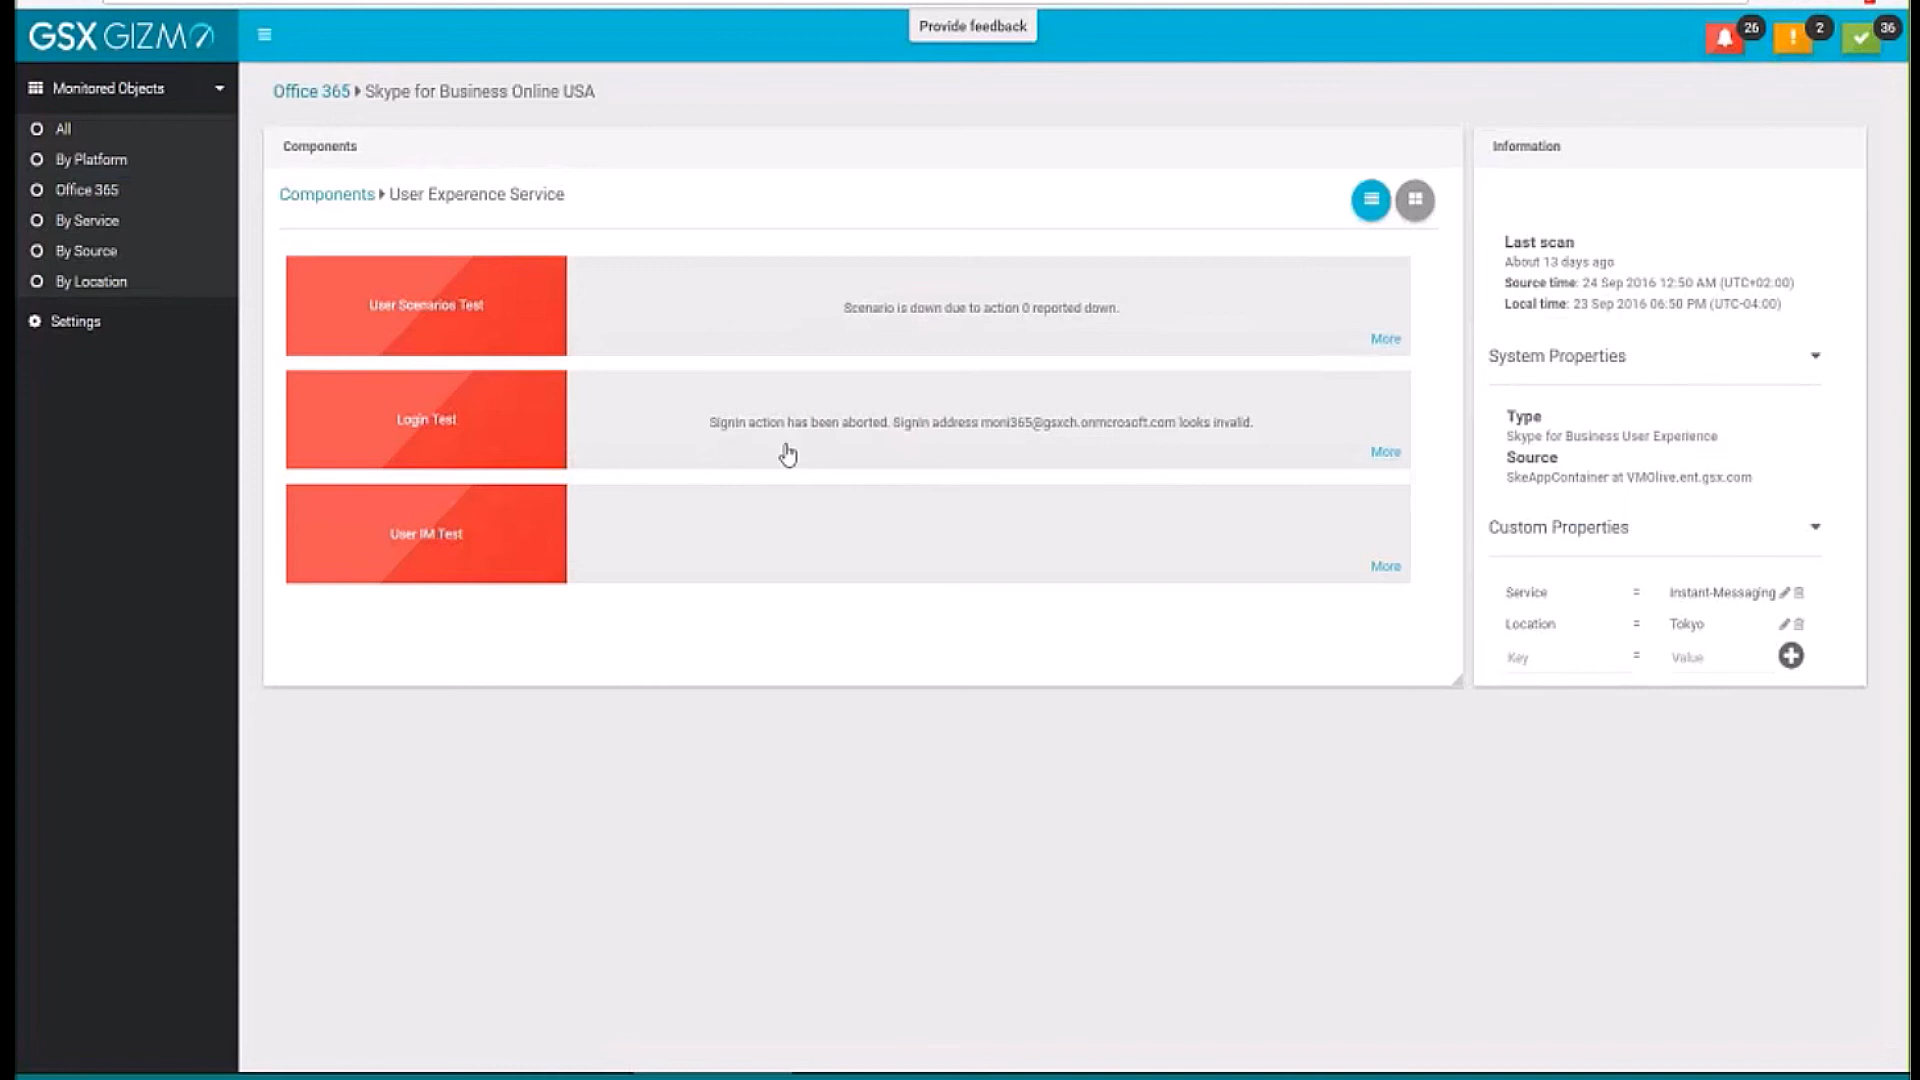 GSX GIZMO
Provide feedback
26
2
36
Monitored Objects
All
By Platform
Office 365
By Service
By Source
By Location
Settings
Office 365 Skype for Business Online USA
Components
Components User Experence Service
User Scenarios Test
Scenario is down due to action 0 reported down.
More
Login Test
Signin action has been aborted. Signin address moni365@gsxch.onmcrosoft.com looks invalid.
More
User IM Test
More
Information
Last scan
About 13 days ago
Source time: 24 Sep 2016 12:50 AM (UTC+02:00)
Local time: 23 Sep 2016 06:50 PM (UTC-04:00)
System Properties
Type
Skype for Business User Experience
Source
SkeAppContainer at VMOlive.ent.gsx.com
Custom Properties
Service = Instant-Messaging
Location = Tokyo
Key = Value